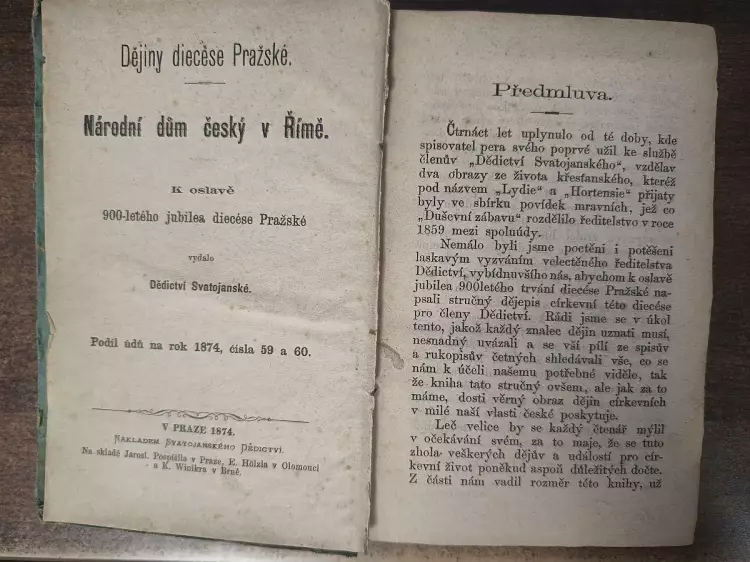 Dějiny diecése Pražské.
Národní dům český v Římě.
K oslavě
900-letého jubilea diecése Pražské
vydalo
Dědictví Svatojanské.
Podíl údů na rok 1874, čísla 59 a 60.
V PRAZE 1874.
NAKLADEM SVATOJANSKÉHO DĚDICTVÍ.
Na skladě Jarosl. Pospíšila v Praze, E. Hölzla v Olomouci
a K. Winikra v Brně.
Předmluva.
Čtrnáct let uplynulo od té doby, kde
spisovatel pera svého poprvé užil ke službě
členův „Dědictví Svatojanského“, vzdělav
dva obrazy ze života křesťanského, kteréž
pod názvem „Lydie“ a „Hortensie“ přijaty
byly ve sbírku povídek mravních, jež co
„Duševní zábavu“ rozdělilo ředitelstvo v roce
1859 mezi spoluúdy.
Nemálo byli jsme poctěni i potěšeni
laskavým vyzváním velectěného ředitelstva
Dědictví, vybídnuvšího nás, abychom k oslavě
jubilea 900letého trvání diecése Pražské na-
psali stručný dějepis církevní této diecése
pro členy Dědictví. Rádi jsme se v úkol
tento, jakož každý znalec dějin uznati musí,
nesnadný uvázali a se vší pílí ze spisův
a rukopisův četných shledávali vše, co se
nám k účeli našemu potřebné vidělo, tak
že kniha tato stručný ovšem, ale jak za to
máme, dosti věrný obraz dějin církevních
v milé naší vlasti české poskytuje.
Leč velice by se každý čtenář mýlil
v očekávání svém, za to maje, že se tuto
zhola veškerých dějův a událostí pro cír-
kevní život poněkud aspoň důležitých dočte.
Z části nám vadil rozměr této knihy, už